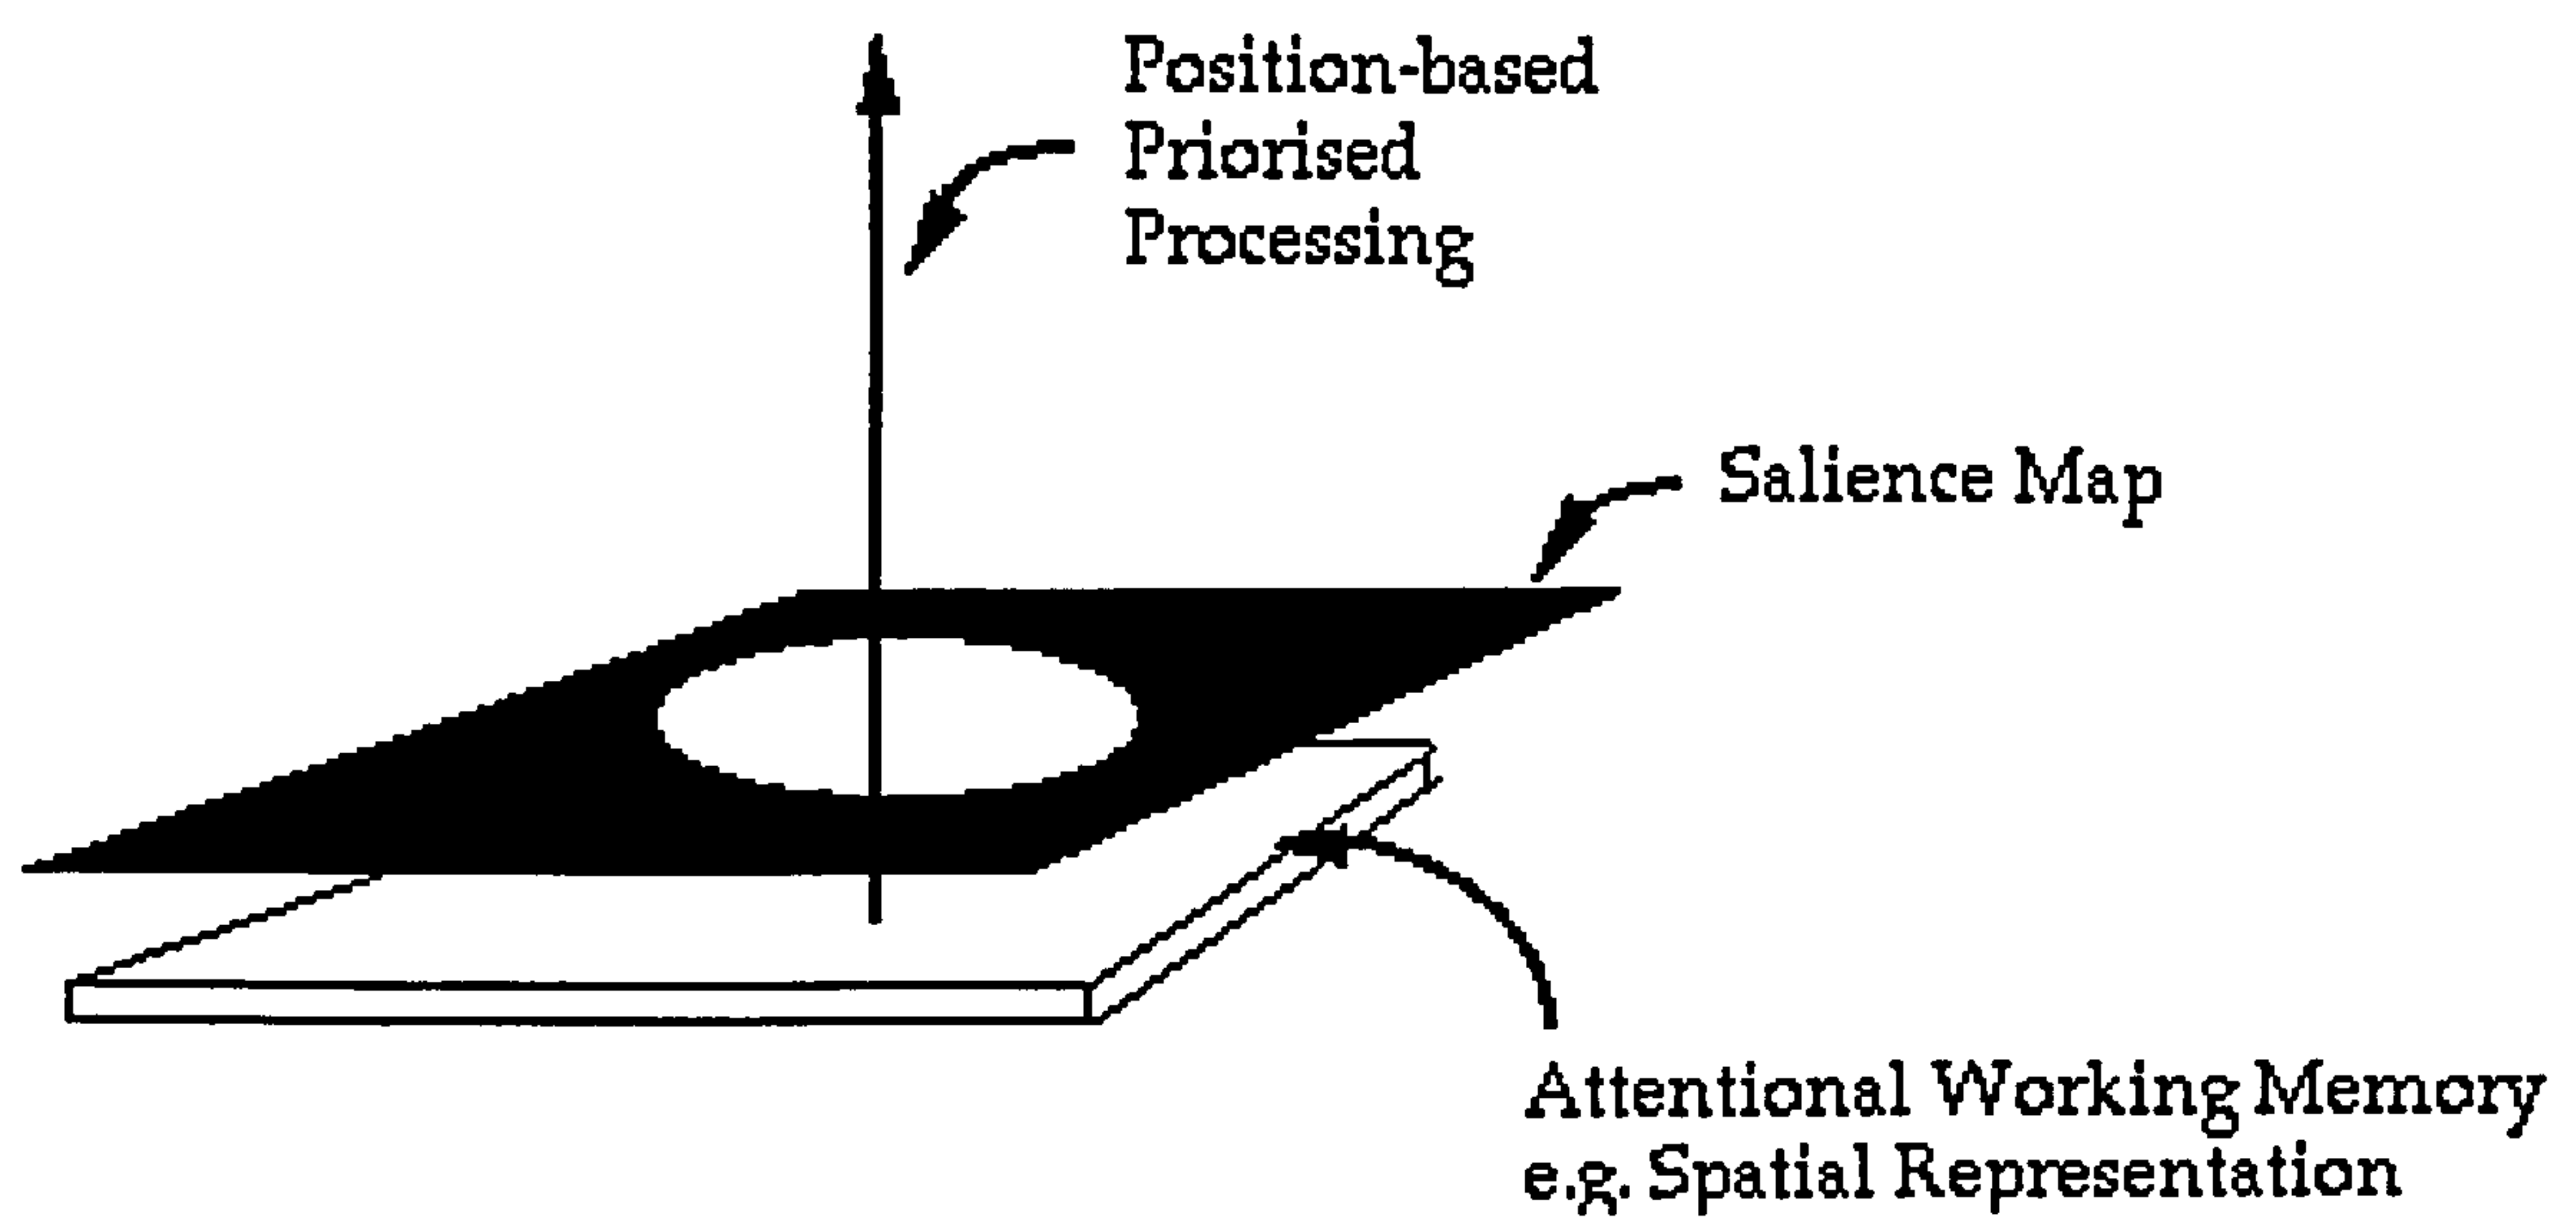 Position-based
Priorised
Processing
Salience Map
Attentional Working Memory
e.g. Spatial Representation